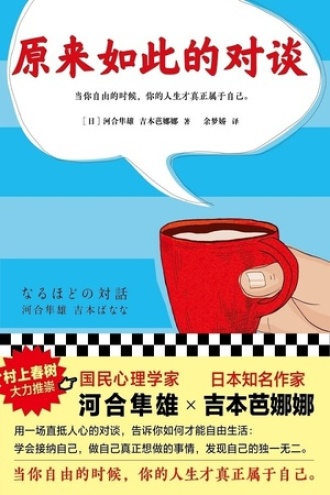 原来如此的对谈
当你自由的时候,你的人生才真正属于自己。
[日]河合隼雄 吉本芭娜娜 著 余梦娇 译
なるほどの対話
河合隼雄 吉本ばなな
村上春树
大力推崇
国民心理学家 日本知名作家
河合隼雄×吉本芭娜娜
用一场直抵人心的对谈,告诉你如何才能自由生活:
学会接纳自己,做自己真正想做的事情,发现自己的独一无二。
当你自由的时候,你的人生才真正属于自己。